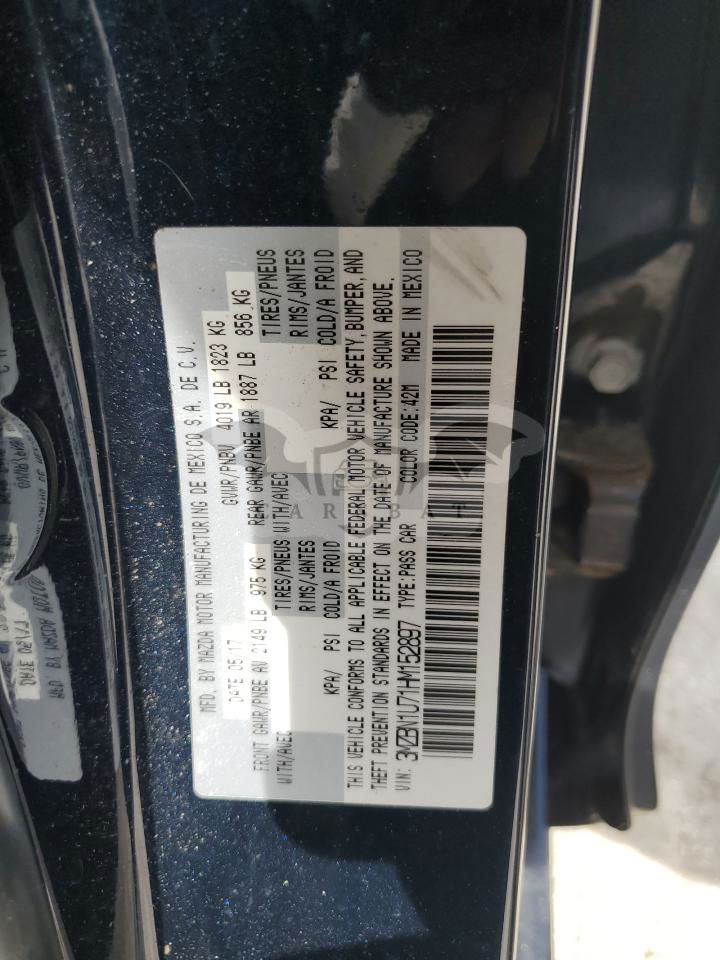 MFD. BY MAZDA MOTOR MANUFACTURING DE MEXICO S.A. DE C.V.
DATE 05/17 GVWR/PNBV 4019 LB 1823 KG
FRONT GAWR/PNBE AV 2149 LB 975 KG REAR GAWR/PNBE AR 1887 LB 856 KG
WITH/AVEC TIRES/PNEUS WITH/AVEC TIRES/PNEUS
RIMS/JANTES RIMS/JANTES
KPA/ PSI COLD/A FROID KPA/ PSI COLD/A FROID
THIS VEHICLE CONFORMS TO ALL APPLICABLE FEDERAL MOTOR VEHICLE SAFETY, BUMPER, AND
THEFT PREVENTION STANDARDS IN EFFECT ON THE DATE OF MANUFACTURE SHOWN ABOVE.
VIN: 3MZBN1U71HM152897 TYPE:PASS CAR COLOR CODE:42M MADE IN MEXICO
CAR BAT